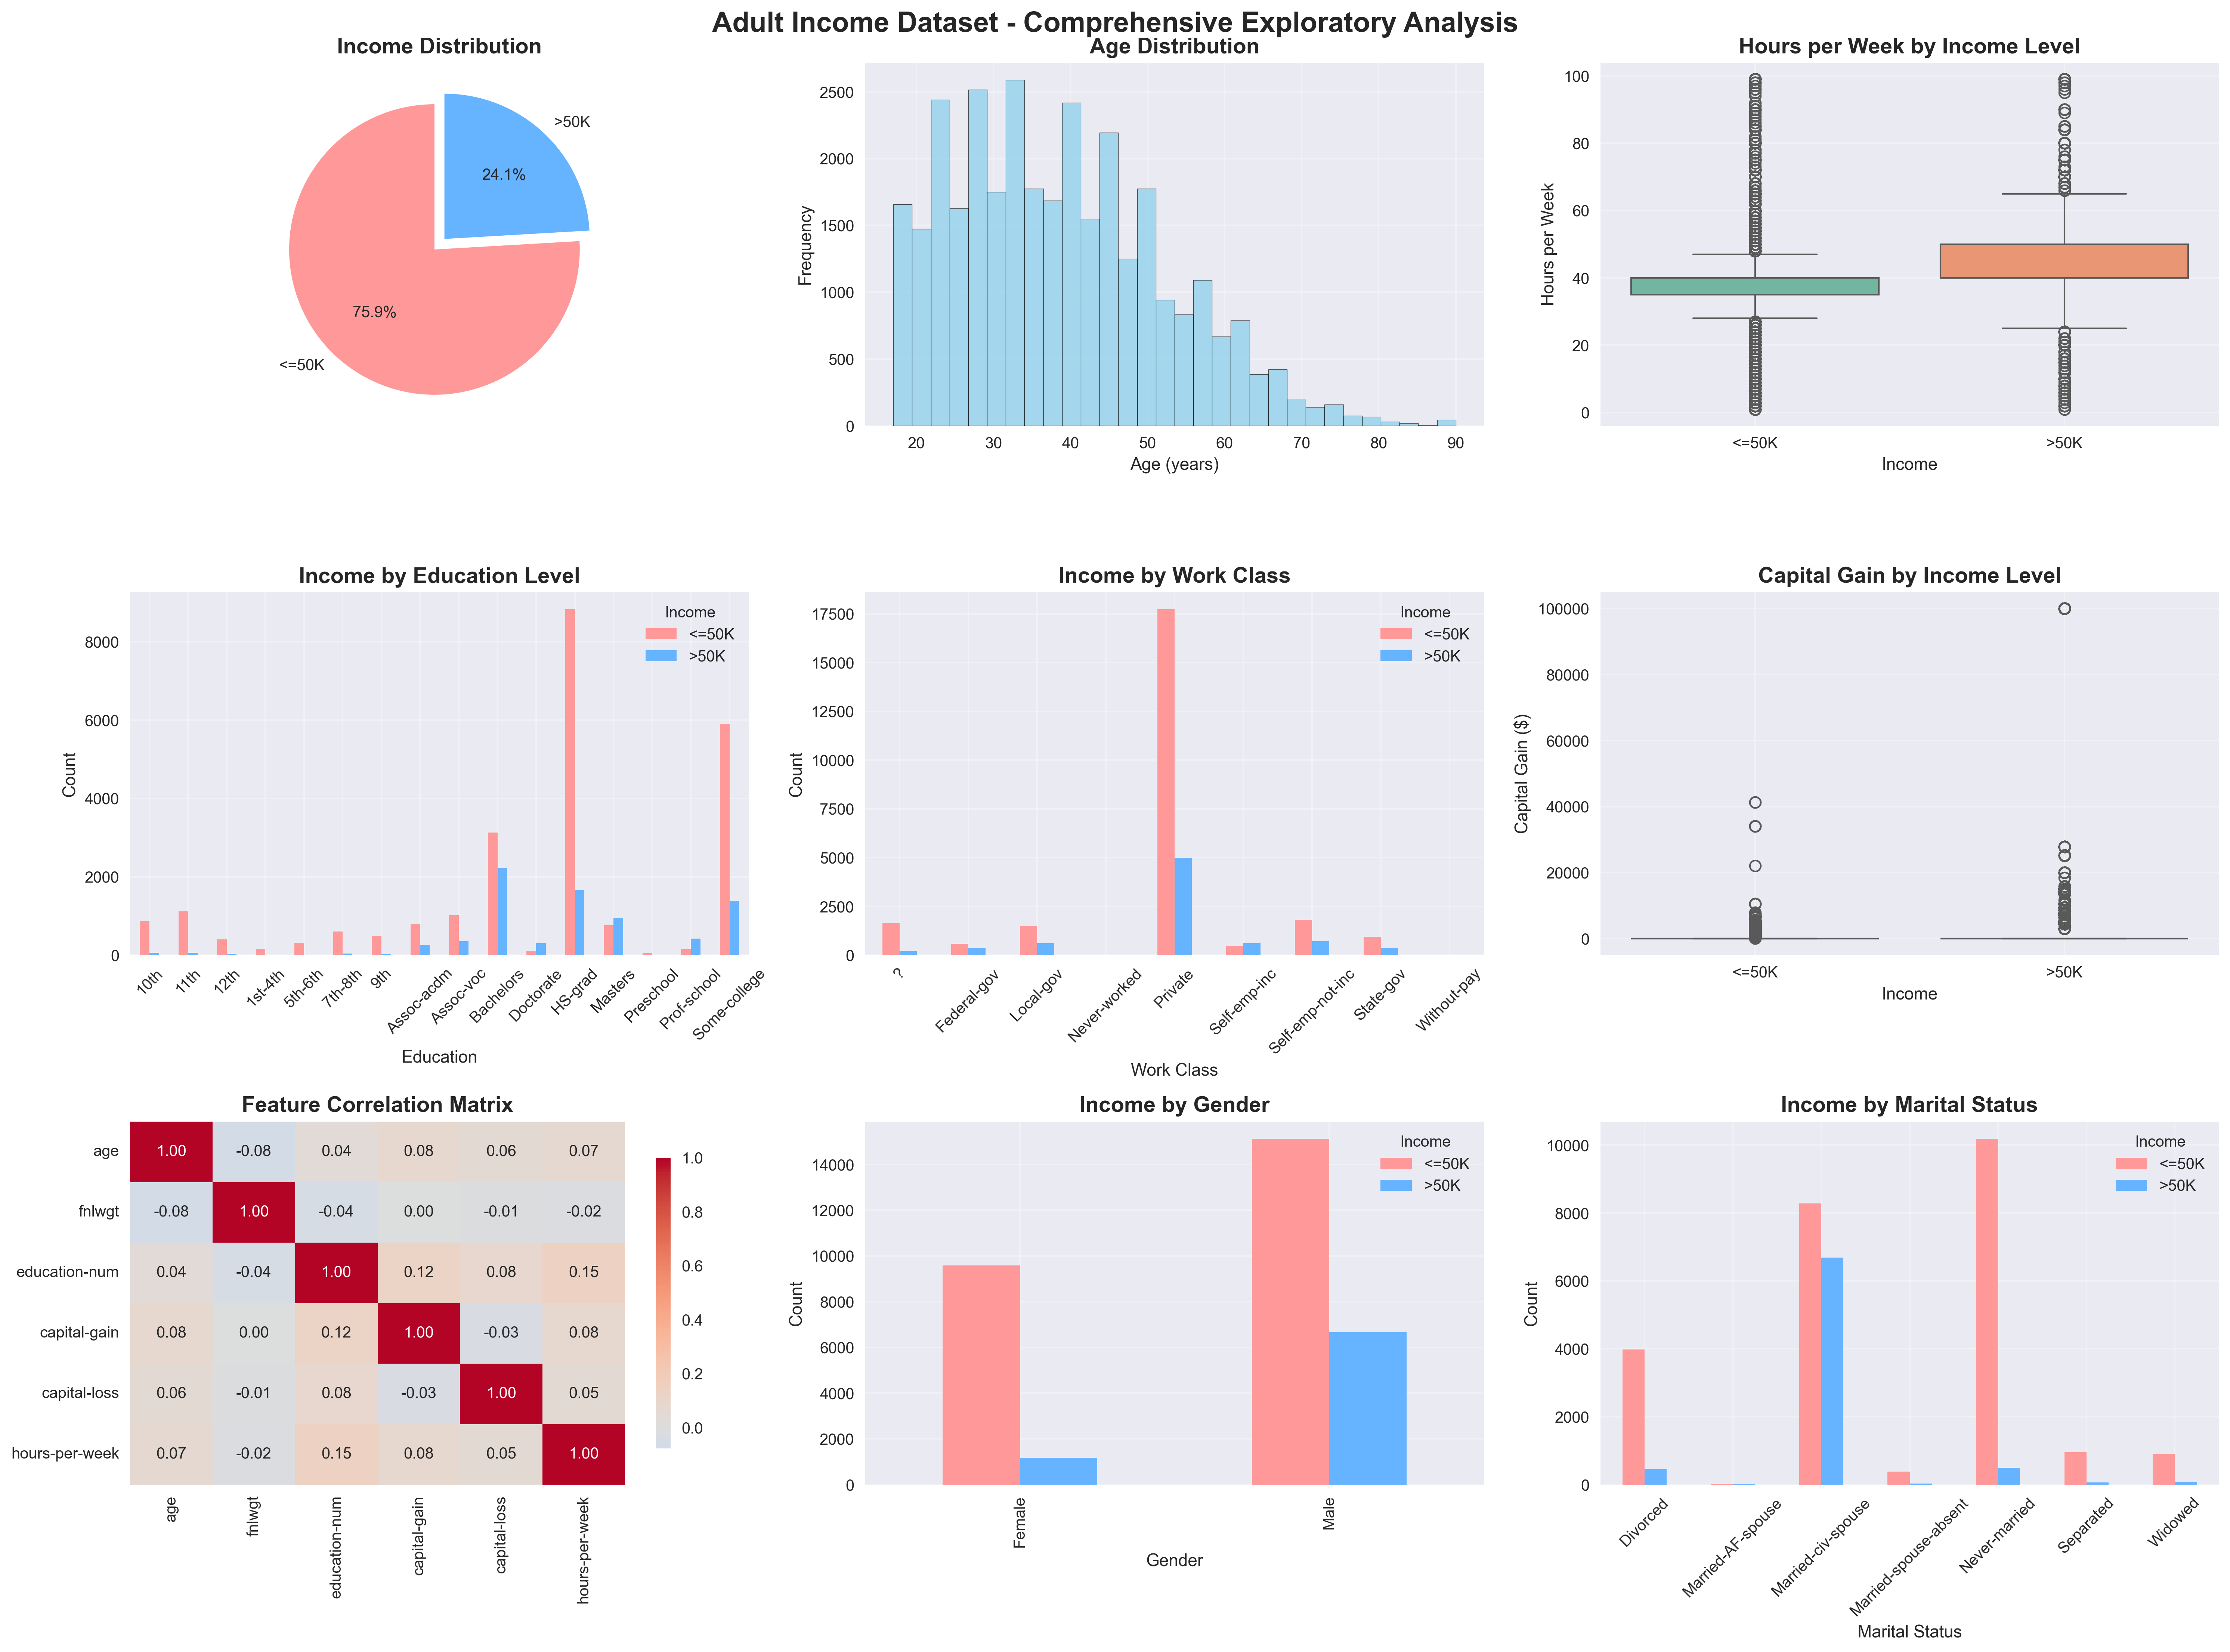 Adult Income Dataset - Comprehensive Exploratory Analysis
Income Distribution
>50K
24.1%
75.9%
<=50K
Age Distribution
Frequency
2500
2000
1500
1000
500
0
20 30 40 50 60 70 80 90
Age (years)
Hours per Week by Income Level
Hours per Week
100
80
60
40
20
0
<=50K >50K
Income
Income by Education Level
Count
8000
6000
4000
2000
0
Income
<=50K
>50K
10th 11th 12th 1st-4th 5th-6th 7th-8th 9th Assoc-acdm Assoc-voc Bachelors Doctorate HS-grad Masters Preschool Prof-school Some-college
Education
Income by Work Class
Count
17500
15000
12500
10000
7500
5000
2500
0
Income
<=50K
>50K
? Federal-gov Local-gov Never-worked Private Self-emp-inc Self-emp-not-inc State-gov Without-pay
Work Class
Capital Gain by Income Level
Capital Gain ($)
100000
80000
60000
40000
20000
0
<=50K >50K
Income
Feature Correlation Matrix
age 1.00 -0.08 0.04 0.08 0.06 0.07
fnlwgt -0.08 1.00 -0.04 0.00 -0.01 -0.02
education-num 0.04 -0.04 1.00 0.12 0.08 0.15
capital-gain 0.08 0.00 0.12 1.00 -0.03 0.08
capital-loss 0.06 -0.01 0.08 -0.03 1.00 0.05
hours-per-week 0.07 -0.02 0.15 0.08 0.05 1.00
age fnlwgt education-num capital-gain capital-loss hours-per-week
1.0
0.8
0.6
0.4
0.2
0.0
Income by Gender
Count
14000
12000
10000
8000
6000
4000
2000
0
Income
<=50K
>50K
Female Male
Gender
Income by Marital Status
Count
10000
8000
6000
4000
2000
0
Income
<=50K
>50K
Divorced Married-AF-spouse Married-civ-spouse Married-spouse-absent Never-married Separated Widowed
Marital Status